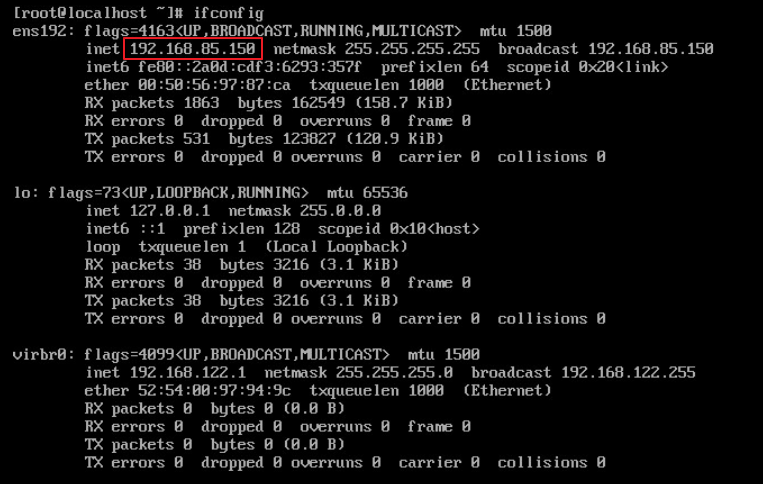 [root@localhost ~]# ifconfig
ens192: flags=4163<UP,BROADCAST,RUNNING,MULTICAST>  mtu 1500
        inet 192.168.85.150  netmask 255.255.255.255  broadcast 192.168.85.150
        inet6 fe80::2a0d:cdf3:6293:357f  prefixlen 64  scopeid 0x20<link>
        ether 00:50:56:97:87:ca  txqueuelen 1000  (Ethernet)
        RX packets 1863  bytes 162549 (158.7 KiB)
        RX errors 0  dropped 0  overruns 0  frame 0
        TX packets 531  bytes 123827 (120.9 KiB)
        TX errors 0  dropped 0 overruns 0  carrier 0  collisions 0

lo: flags=73<UP,LOOPBACK,RUNNING>  mtu 65536
        inet 127.0.0.1  netmask 255.0.0.0
        inet6 ::1  prefixlen 128  scopeid 0x10<host>
        loop  txqueuelen 1  (Local Loopback)
        RX packets 38  bytes 3216 (3.1 KiB)
        RX errors 0  dropped 0  overruns 0  frame 0
        TX packets 38  bytes 3216 (3.1 KiB)
        TX errors 0  dropped 0 overruns 0  carrier 0  collisions 0

virbr0: flags=4099<UP,BROADCAST,MULTICAST>  mtu 1500
        inet 192.168.122.1  netmask 255.255.255.0  broadcast 192.168.122.255
        ether 52:54:00:97:94:9c  txqueuelen 1000  (Ethernet)
        RX packets 0  bytes 0 (0.0 B)
        RX errors 0  dropped 0  overruns 0  frame 0
        TX packets 0  bytes 0 (0.0 B)
        TX errors 0  dropped 0 overruns 0  carrier 0  collisions 0